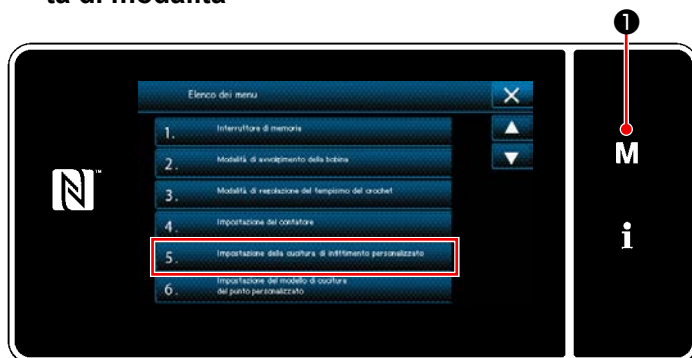 tà di modalità
❶
Elenco dei menu
1. Interruttore di memoria
2. Modalità di avvolgimento della bobina
3. Modalità di regolazione del tempismo del crochet
4. Impostazione del contatore
5. Impostazione della cucitura di infittimento personalizzato
6. Impostazione del modello di cucitura
del punto personalizzato
M
i